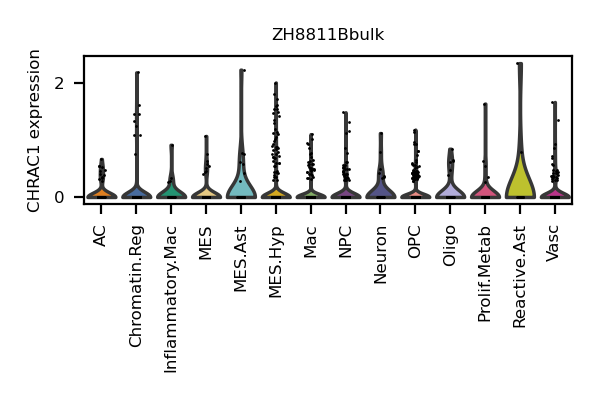 ZH8811Bbulk
CHRAC1 expression
2
0
AC
Chromatin.Reg
Inflammatory.Mac
MES
MES.Ast
MES.Hyp
Mac
NPC
Neuron
OPC
Oligo
Prolif.Metab
Reactive.Ast
Vasc